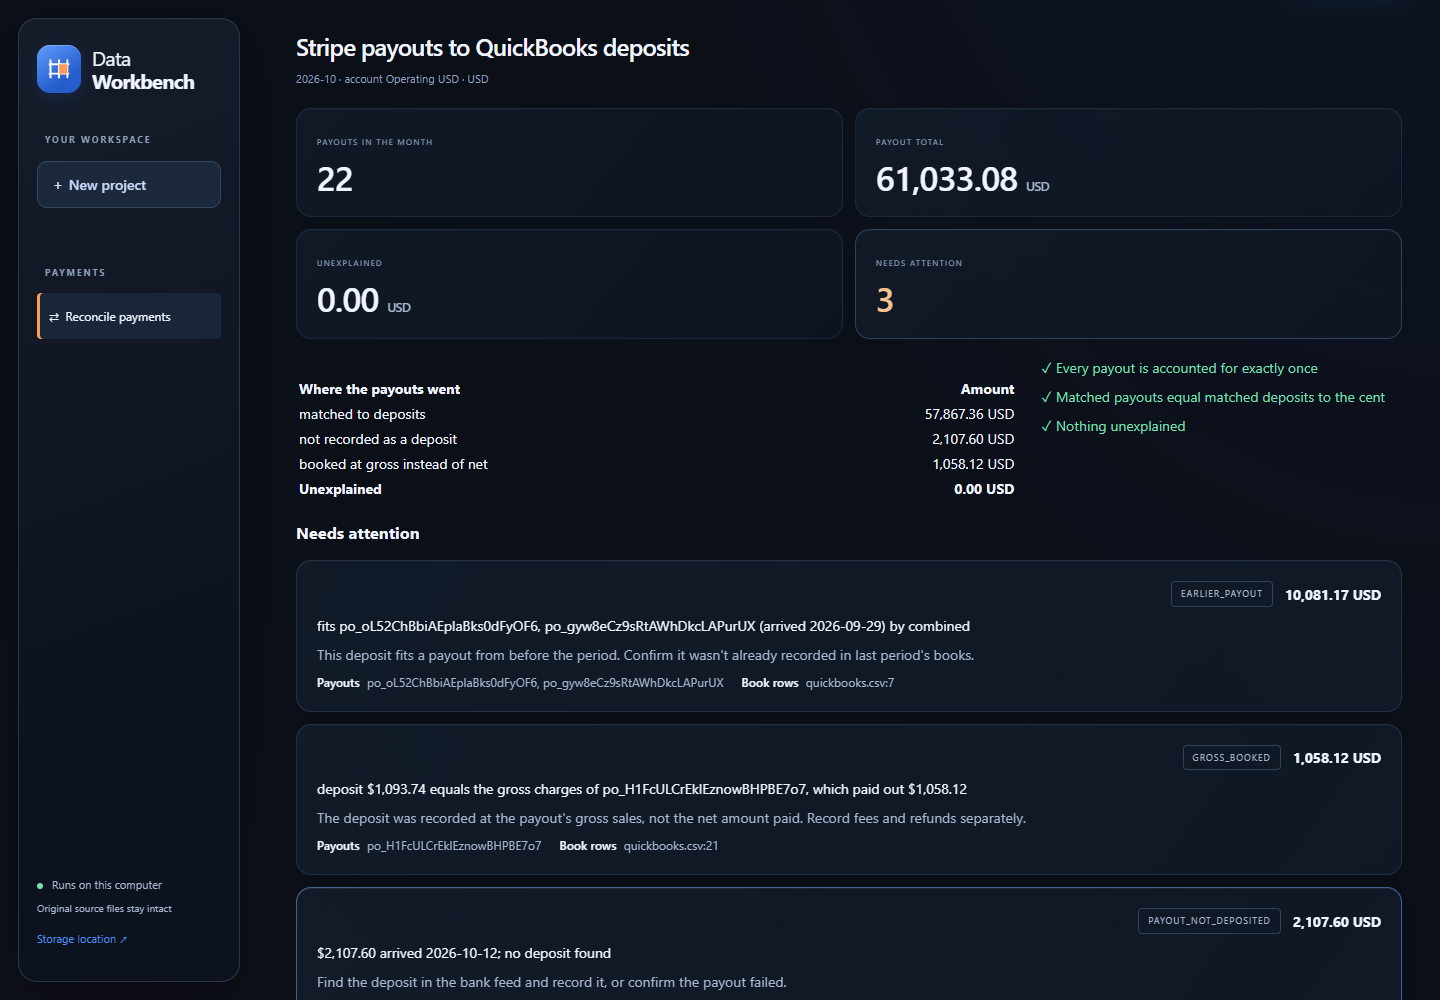 Data
Workbench
YOUR WORKSPACE
+ New project
PAYMENTS
⇄ Reconcile payments
Runs on this computer
Original source files stay intact
Storage location ↗
Stripe payouts to QuickBooks deposits
2026-10 · account Operating USD · USD
PAYOUTS IN THE MONTH
22
PAYOUT TOTAL
61,033.08 USD
UNEXPLAINED
0.00 USD
NEEDS ATTENTION
3
Where the payouts went Amount
matched to deposits 57,867.36 USD
not recorded as a deposit 2,107.60 USD
booked at gross instead of net 1,058.12 USD
Unexplained 0.00 USD
✓ Every payout is accounted for exactly once
✓ Matched payouts equal matched deposits to the cent
✓ Nothing unexplained
Needs attention
EARLIER_PAYOUT 10,081.17 USD
fits po_oL52ChBbiAEplaBks0dFyOF6, po_gyw8eCz9sRtAWhDkcLAPurUX (arrived 2026-09-29) by combined
This deposit fits a payout from before the period. Confirm it wasn't already recorded in last period's books.
Payouts po_oL52ChBbiAEplaBks0dFyOF6, po_gyw8eCz9sRtAWhDkcLAPurUX Book rows quickbooks.csv:7
GROSS_BOOKED 1,058.12 USD
deposit $1,093.74 equals the gross charges of po_H1FcULCrEklEznowBHPBE7o7, which paid out $1,058.12
The deposit was recorded at the payout's gross sales, not the net amount paid. Record fees and refunds separately.
Payouts po_H1FcULCrEklEznowBHPBE7o7 Book rows quickbooks.csv:21
PAYOUT_NOT_DEPOSITED 2,107.60 USD
$2,107.60 arrived 2026-10-12; no deposit found
Find the deposit in the bank feed and record it, or confirm the payout failed.